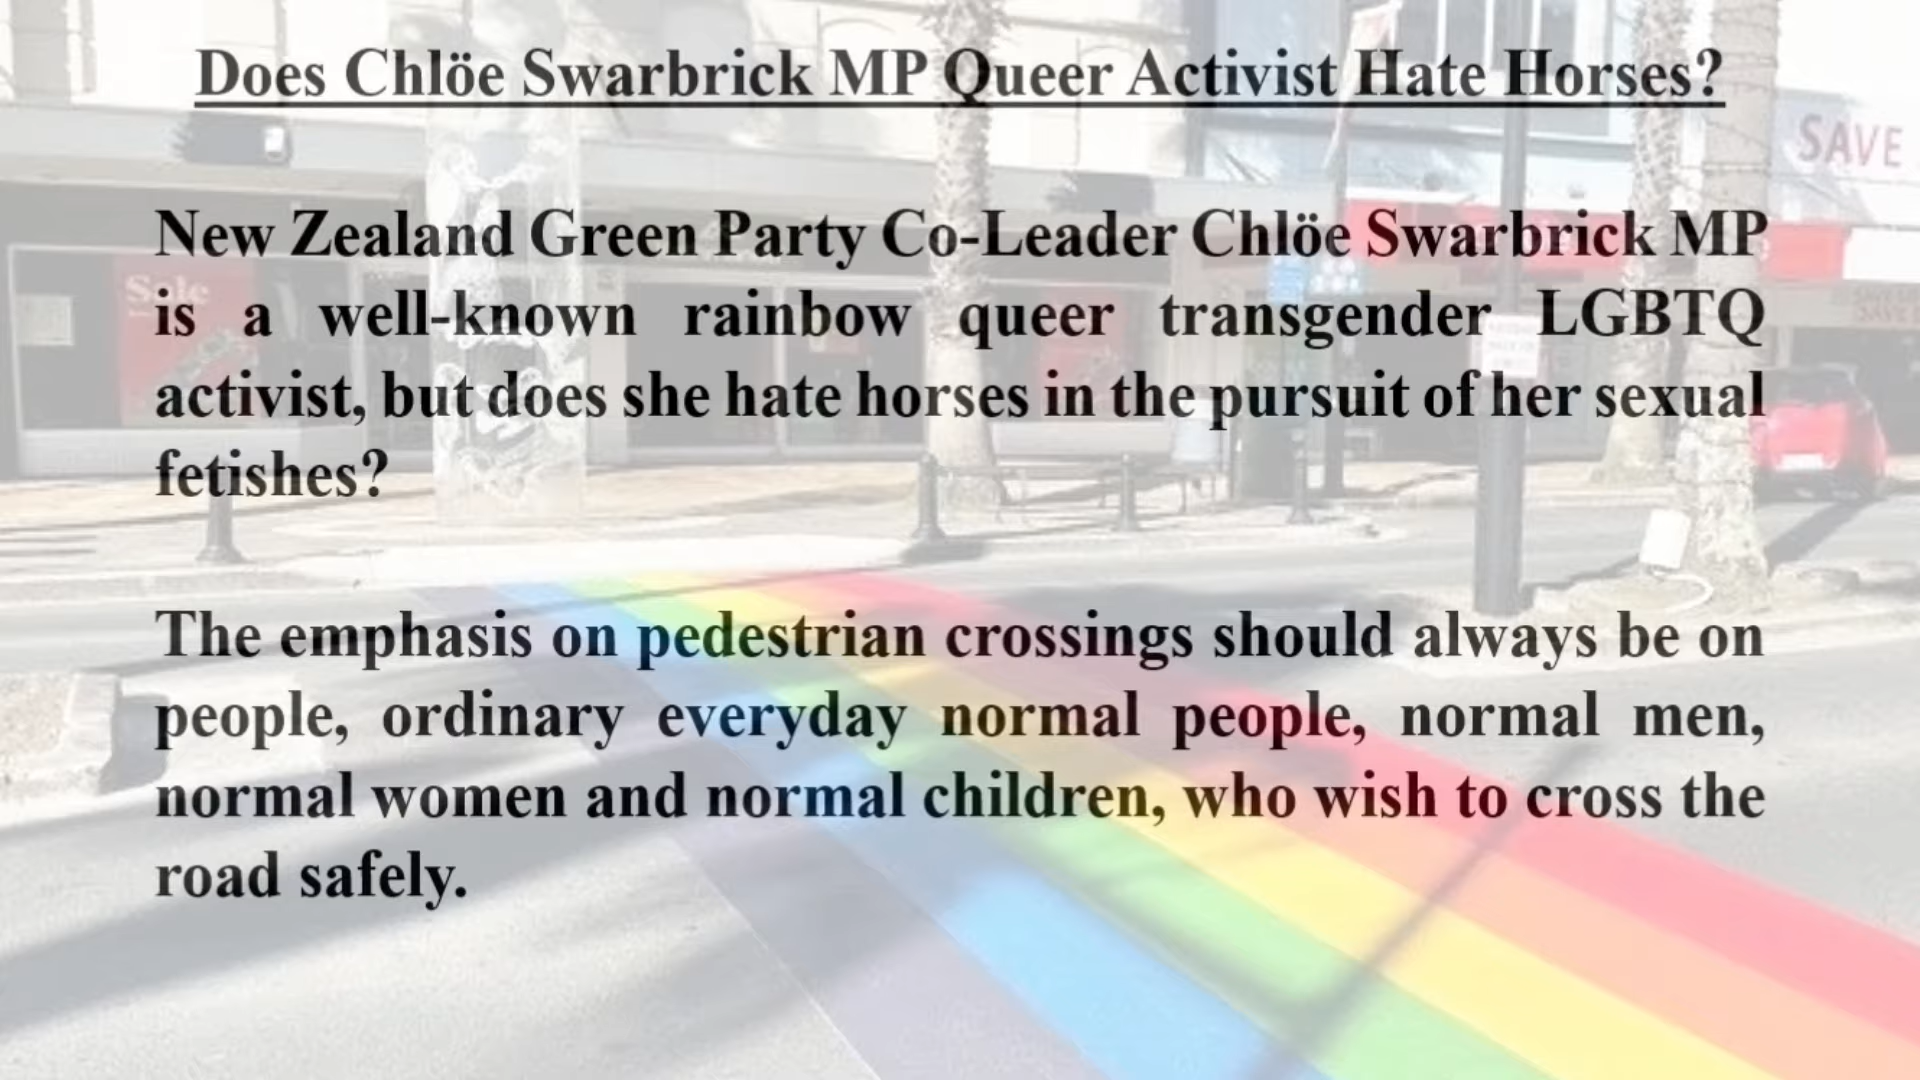 Does Chlöe Swarbrick MP Queer Activist Hate Horses?
SAVE
New Zealand Green Party Co-Leader Chlöe Swarbrick MP
Sale
is a well-known rainbow queer transgender LGBTQ
activist, but does she hate horses in the pursuit of her sexual
fetishes?
The emphasis on pedestrian crossings should always be on
people, ordinary everyday normal people, normal men,
normal women and normal children, who wish to cross the
road safely.